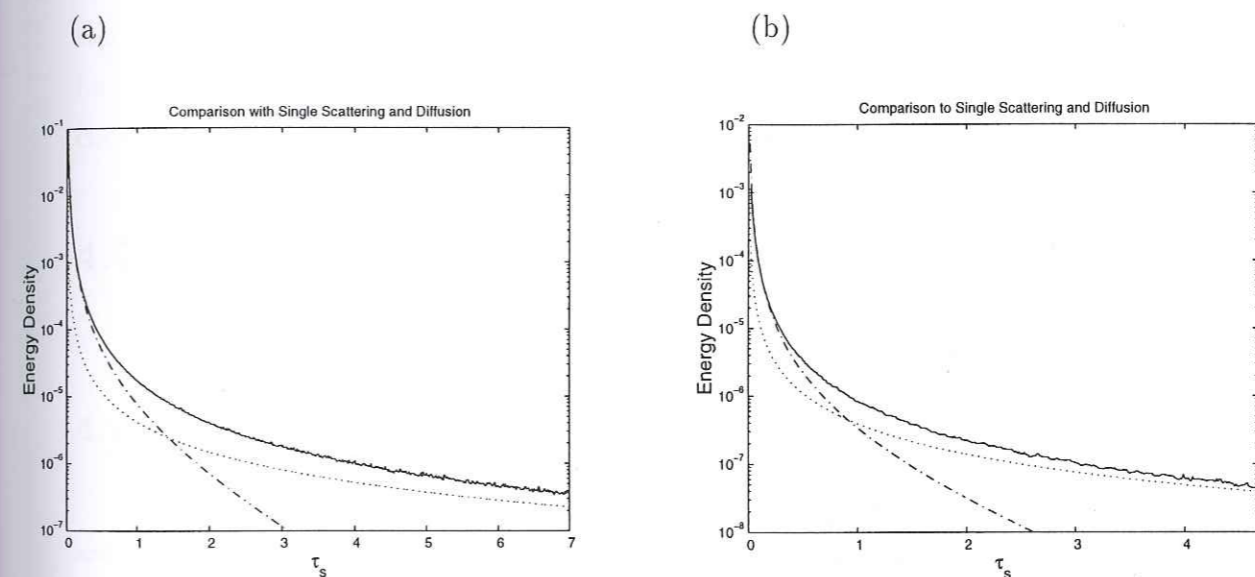 (a)
Comparison with Single Scattering and Diffusion
10^-1
10^-2
10^-3
10^-4
10^-5
10^-6
10^-7
Energy Density
0 1 2 3 4 5 6 7
τ_s
(b)
Comparison to Single Scattering and Diffusion
10^-2
10^-3
10^-4
10^-5
10^-6
10^-7
10^-8
Energy Density
0 1 2 3 4
τ_s